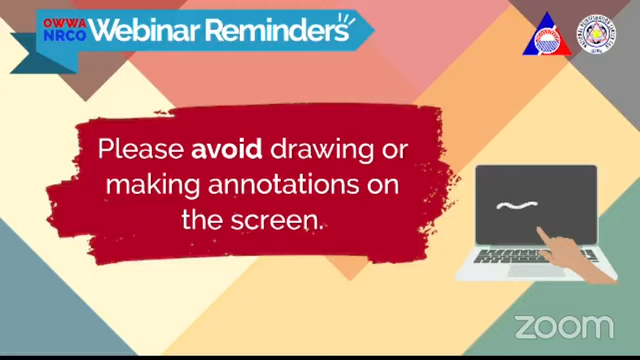 OWWA
NRCO
Webinar Reminders
Please avoid drawing or
making annotations on
the screen.
zoom